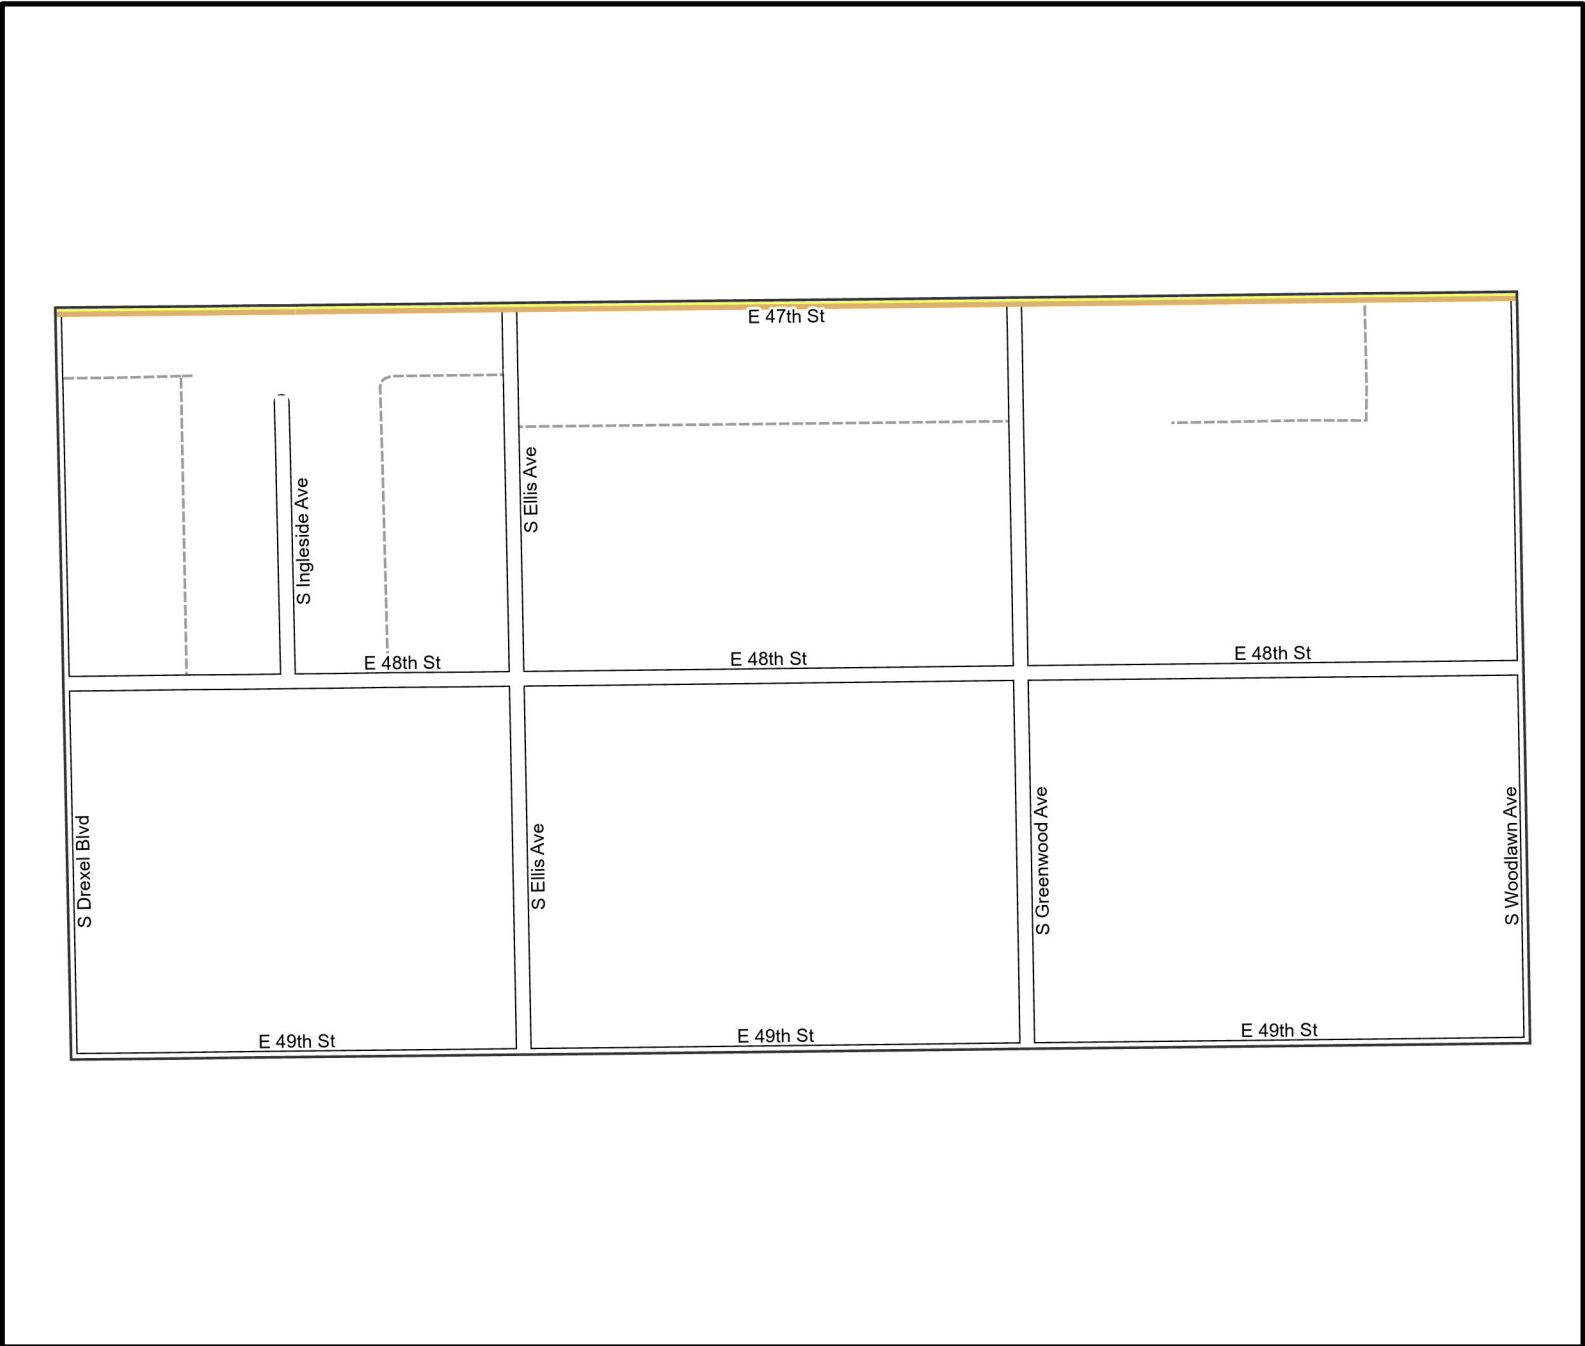 E 47th St
S Ellis Ave
S Ingleside Ave
E 48th St
E 48th St
E 48th St
S Drexel Blvd
S Ellis Ave
S Greenwood Ave
S Woodlawn Ave
E 49th St
E 49th St
E 49th St